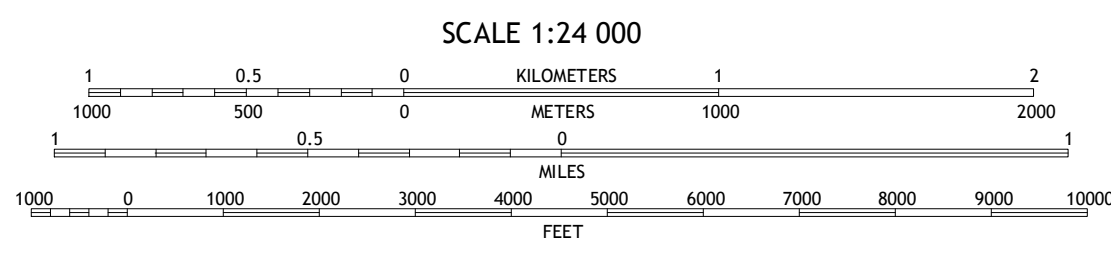 SCALE 1:24 000
1 0.5 0 KILOMETERS 1 2
1000 500 0 METERS 1000 2000
1 0.5 0 1
MILES
1000 0 1000 2000 3000 4000 5000 6000 7000 8000 9000 10000
FEET